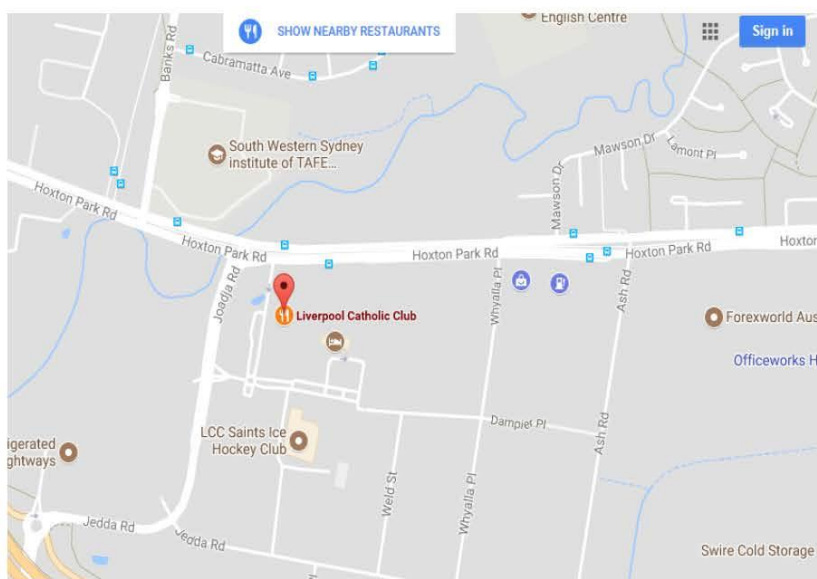 English Centre
SHOW NEARBY RESTAURANTS
Sign in
Banks Rd
Cabramatta Ave
South Western Sydney
institute of TAFE...
Mawson Dr
Lamont Pl
Mawson Dr
Hoxton Park Rd
Hoxton Park Rd
Hoxton Park Rd
Hoxton Park Rd
Hoxton
Joadja Rd
Whyalla Pl
Ash Rd
Liverpool Catholic Club
Forexworld Aus
Officeworks H
LCC Saints Ice
Hockey Club
Dampier Pl
Ash Rd
igerated
ghtways
Weld St
Whyalla Pl
Jedda Rd
Jedda Rd
Swire Cold Storage